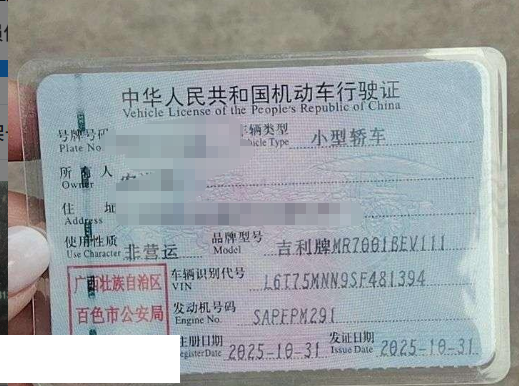 中华人民共和国机动车行驶证
Vehicle License of the People's Republic of China
号牌号码 车辆类型 小型轿车
Plate No. Vehicle Type
所有人
Owner
住址
Address
使用性质 非营运 品牌型号 吉利牌MR7001BEV111
Use Character Model
广西壮族自治区 车辆识别代号 L6T75MNN9SF481394
VIN
百色市公安局 发动机号码 SAPFPM291
Engine No.
注册日期 2025-10-31 发证日期 2025-10-31
Register Date Issue Date